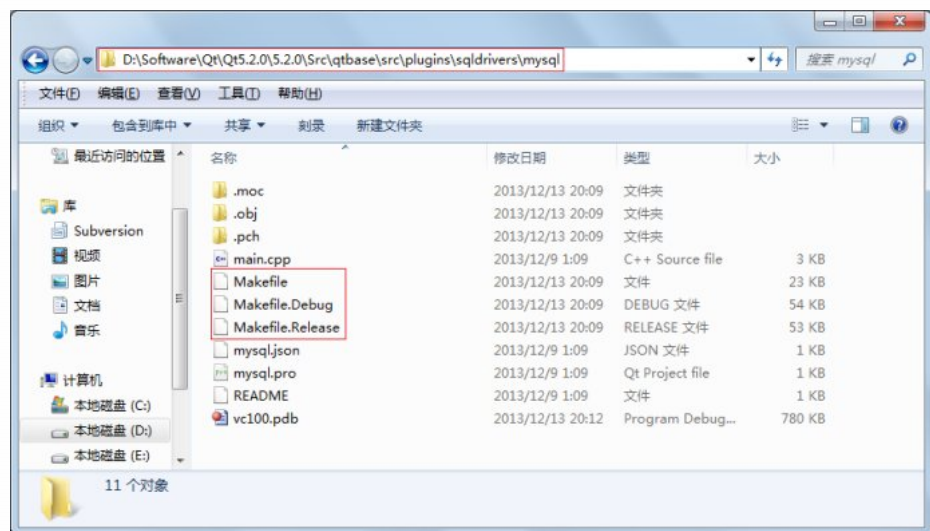 D:\Software\Qt\Qt5.2.0\5.2.0\Src\qtbase\src\plugins\sqldrivers\mysql
搜索 mysql
文件(F) 编辑(E) 查看(V) 工具(T) 帮助(H)
组织 包含到库中 共享 刻录 新建文件夹
最近访问的位置
库
Subversion
视频
图片
文档
音乐
计算机
本地磁盘 (C:)
本地磁盘 (D:)
本地磁盘 (E:)
名称 修改日期 类型 大小
.moc 2013/12/13 20:09 文件夹
.obj 2013/12/13 20:09 文件夹
.pch 2013/12/13 20:09 文件夹
main.cpp 2013/12/9 1:09 C++ Source file 3 KB
Makefile 2013/12/13 20:09 文件 23 KB
Makefile.Debug 2013/12/13 20:09 DEBUG 文件 54 KB
Makefile.Release 2013/12/13 20:09 RELEASE 文件 53 KB
mysql.json 2013/12/9 1:09 JSON 文件 1 KB
mysql.pro 2013/12/9 1:09 Qt Project file 1 KB
README 2013/12/9 1:09 文件 1 KB
vc100.pdb 2013/12/13 20:12 Program Debug... 780 KB
11 个对象